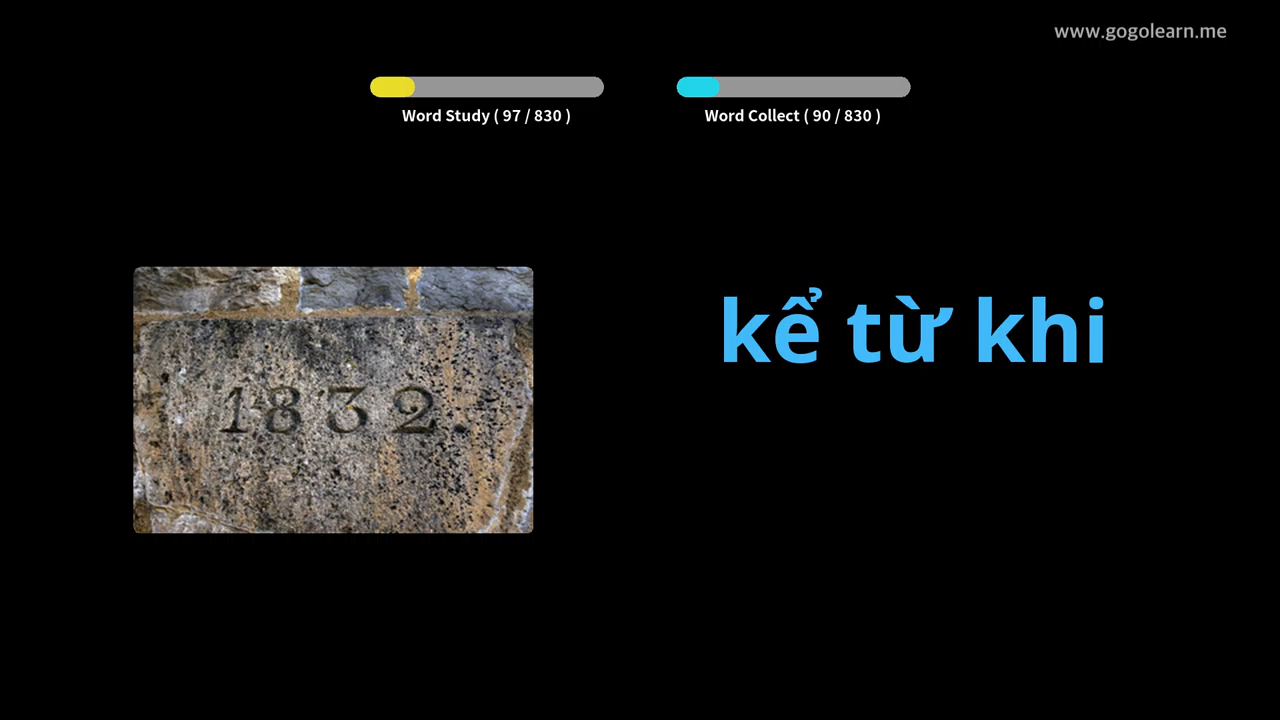 www.gogolearn.me
Word Study ( 97 / 830 )
Word Collect ( 90 / 830 )
kể từ khi
1832.